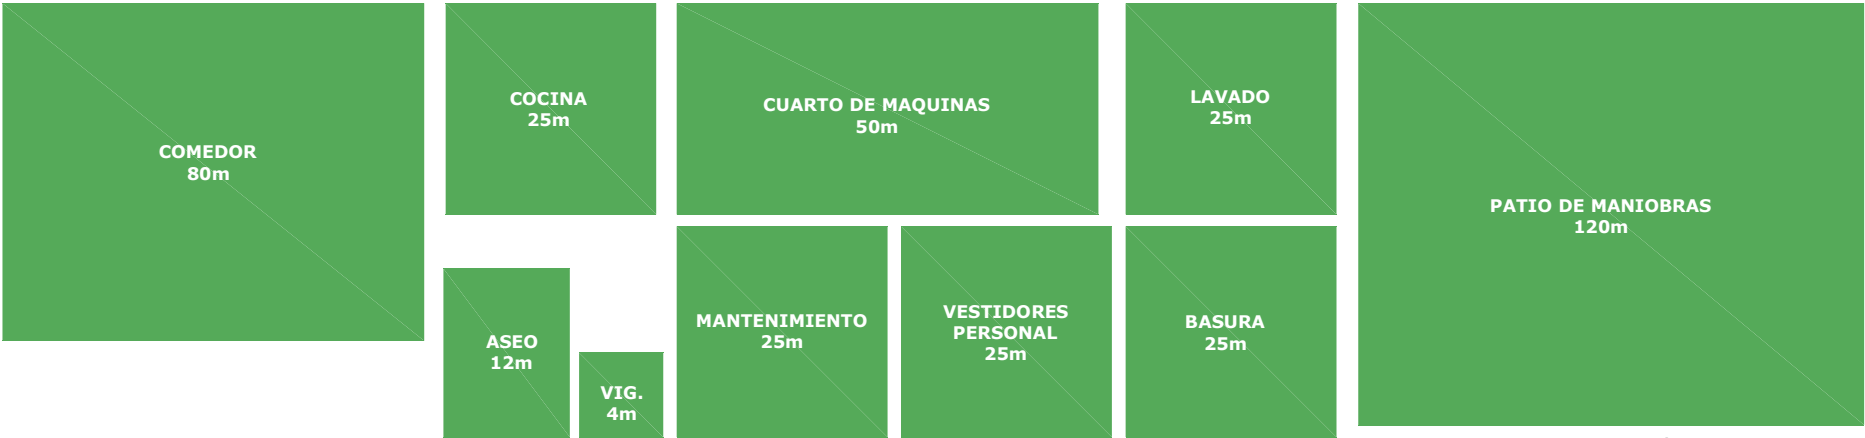 COMEDOR
80m
COCINA
25m
CUARTO DE MAQUINAS
50m
LAVADO
25m
PATIO DE MANIOBRAS
120m
ASEO
12m
VIG.
4m
MANTENIMIENTO
25m
VESTIDORES
PERSONAL
25m
BASURA
25m